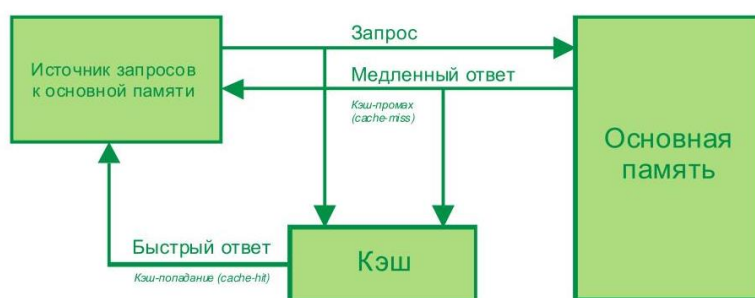 Запрос
Источник запросов
к основной памяти
Медленный ответ
Кэш-промах
(cache-miss)
Основная
память
Быстрый ответ
Кэш
Кэш-попадание (cache-hit)